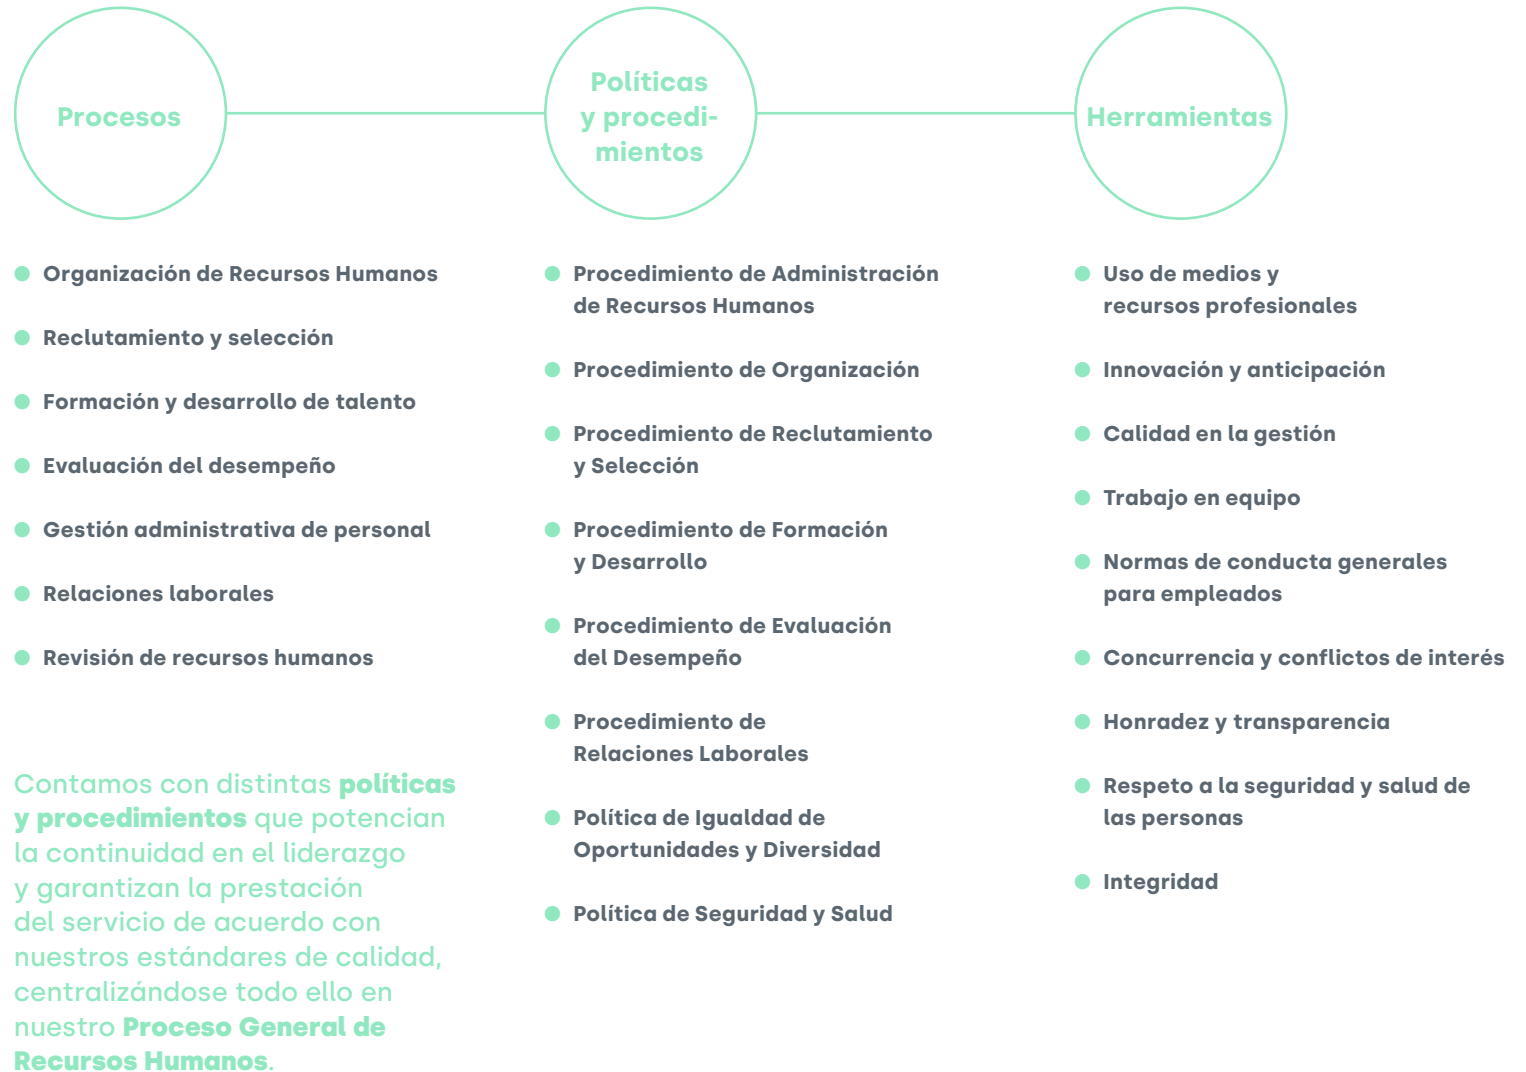 Procesos
Políticas
y procedi-
mientos
Herramientas
Organización de Recursos Humanos
Reclutamiento y selección
Formación y desarrollo de talento
Evaluación del desempeño
Gestión administrativa de personal
Relaciones laborales
Revisión de recursos humanos
Contamos con distintas políticas
y procedimientos que potencian
la continuidad en el liderazgo
y garantizan la prestación
del servicio de acuerdo con
nuestros estándares de calidad,
centralizándose todo ello en
nuestro Proceso General de
Recursos Humanos.
Procedimiento de Administración
de Recursos Humanos
Procedimiento de Organización
Procedimiento de Reclutamiento
y Selección
Procedimiento de Formación
y Desarrollo
Procedimiento de Evaluación
del Desempeño
Procedimiento de
Relaciones Laborales
Política de Igualdad de
Oportunidades y Diversidad
Política de Seguridad y Salud
Uso de medios y
recursos profesionales
Innovación y anticipación
Calidad en la gestión
Trabajo en equipo
Normas de conducta generales
para empleados
Concurrencia y conflictos de interés
Honradez y transparencia
Respeto a la seguridad y salud de
las personas
Integridad